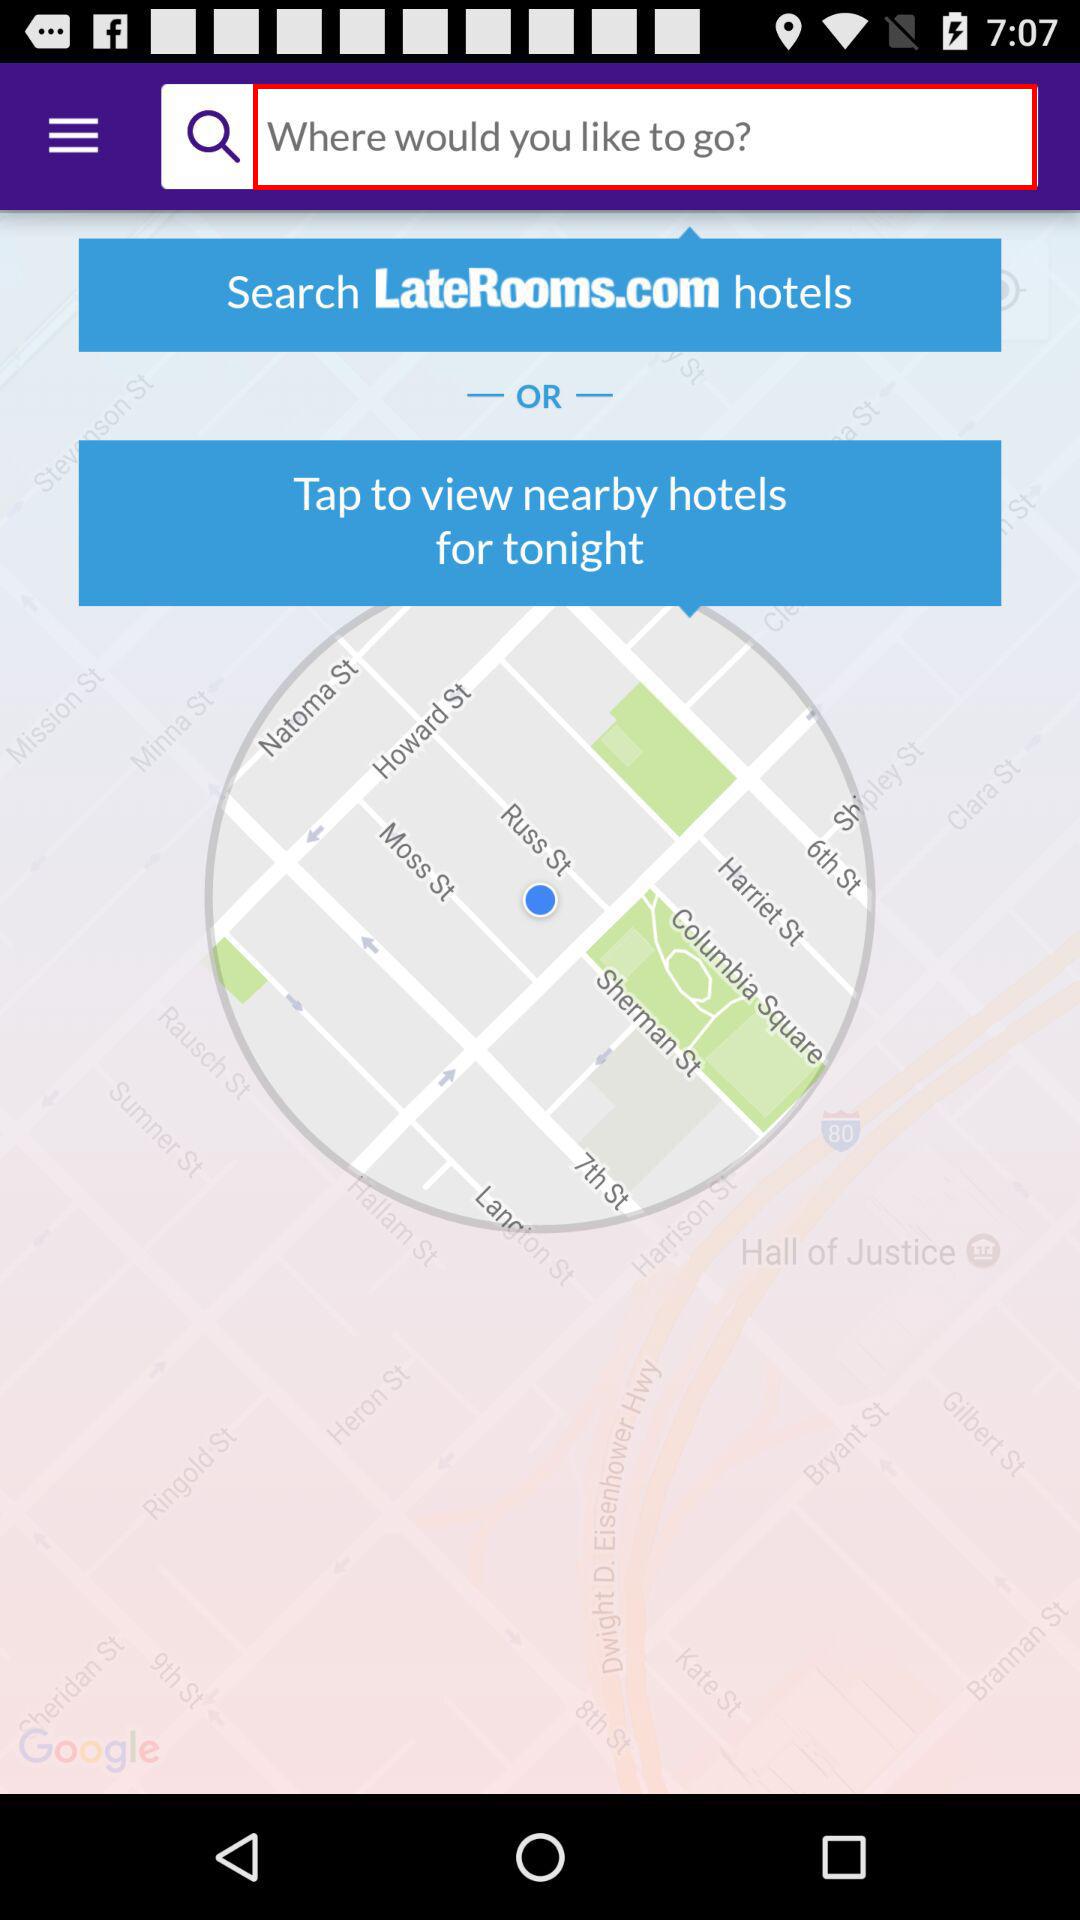 7:07
Where would you like to go?
Search LateRooms.com hotels
OR
Tap to view nearby hotels
for tonight
Stevenson St
Natoma St
Howard St
Mission St
Minna St
Shipley St
Clara St
Russ St
Moss St
6th St
Harriet St
Columbia Square
Sherman St
Rausch St
Sumner St
80
7th St
Hallam St
Langton St
Harrison St
Hall of Justice
Heron St
Ringold St
Dwight D. Eisenhower Hwy
Bryant St
Gilbert St
Sheridan St
9th St
Kate St
Brannan St
8th St
Google